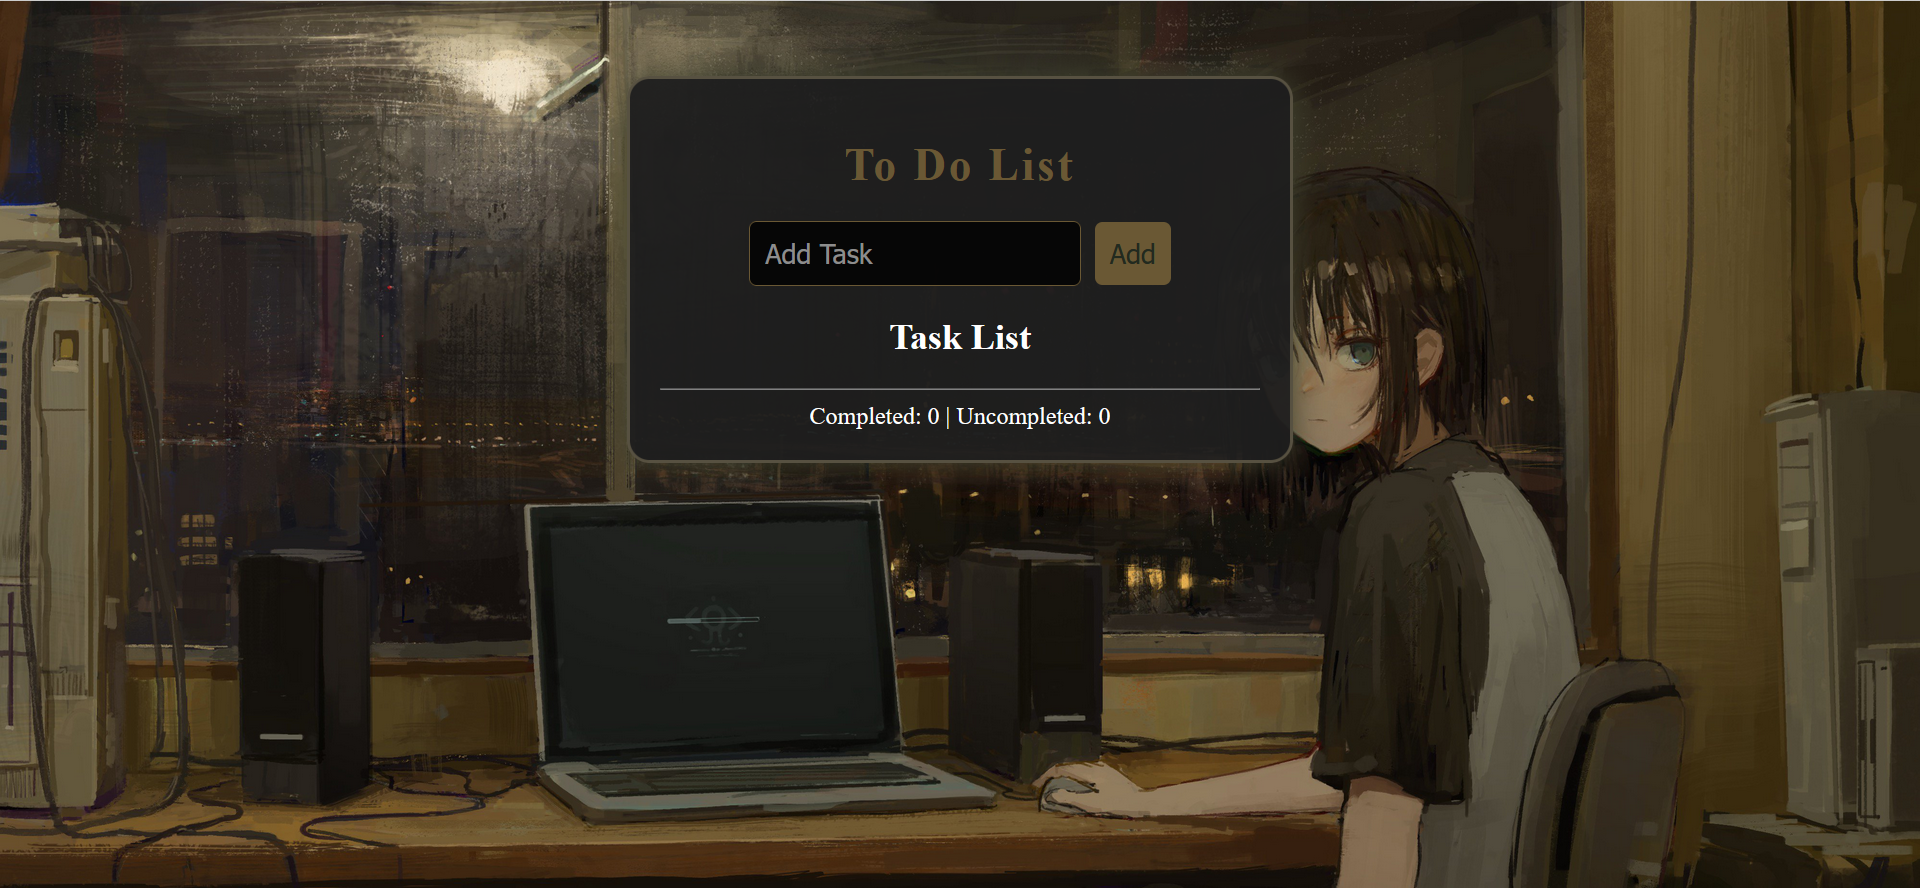 To Do List
Add Task
Add
Task List
Completed: 0 | Uncompleted: 0